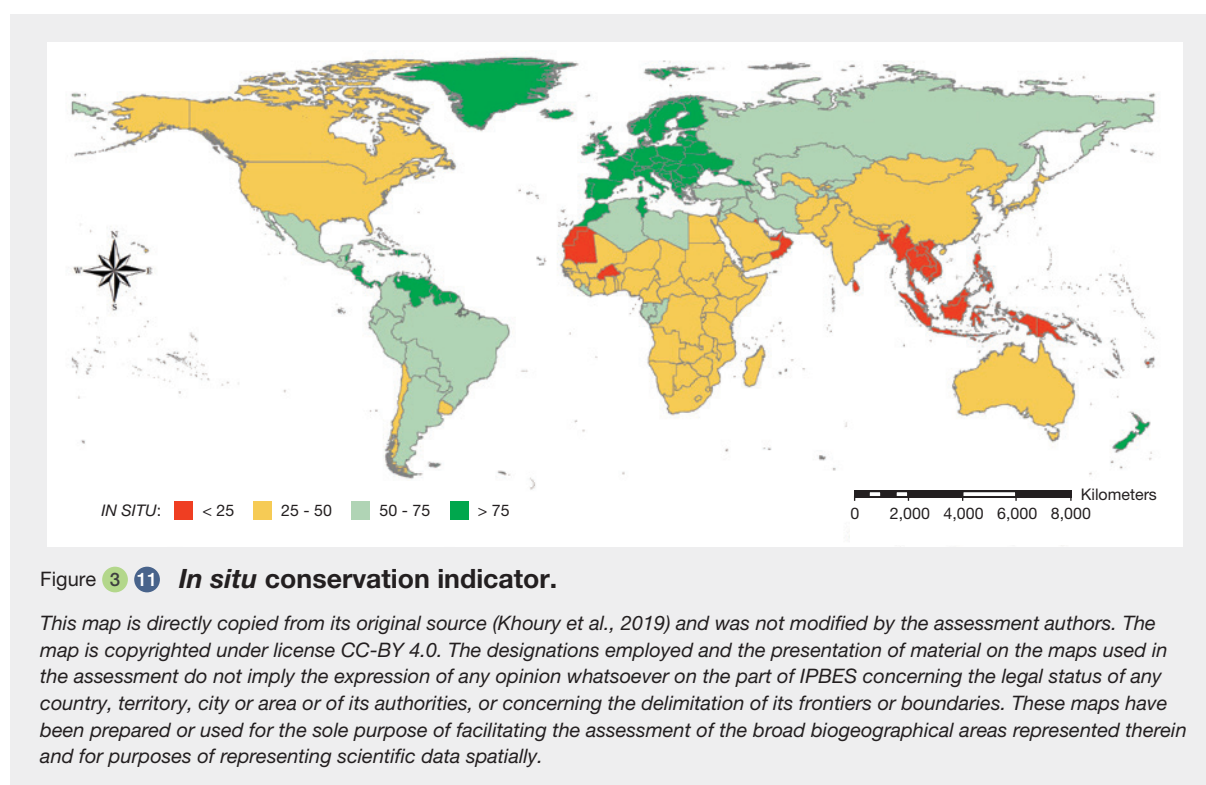 N
W E
S
IN SITU: < 25 25 - 50 50 - 75 > 75
Kilometers
0 2,000 4,000 6,000 8,000
Figure 3 11 In situ conservation indicator.
This map is directly copied from its original source (Khoury et al., 2019) and was not modified by the assessment authors. The
map is copyrighted under license CC-BY 4.0. The designations employed and the presentation of material on the maps used in
the assessment do not imply the expression of any opinion whatsoever on the part of IPBES concerning the legal status of any
country, territory, city or area or of its authorities, or concerning the delimitation of its frontiers or boundaries. These maps have
been prepared or used for the sole purpose of facilitating the assessment of the broad biogeographical areas represented therein
and for purposes of representing scientific data spatially.